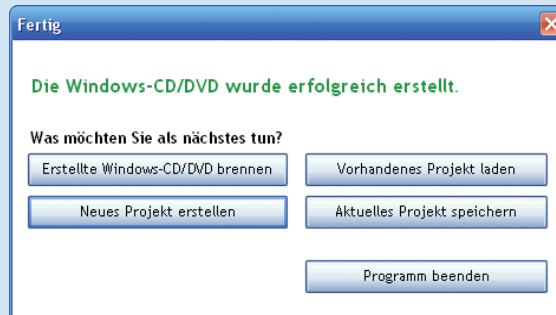 Fertig
Die Windows-CD/DVD wurde erfolgreich erstellt.
Was möchten Sie als nächstes tun?
Erstellte Windows-CD/DVD brennen
Vorhandenes Projekt laden
Neues Projekt erstellen
Aktuelles Projekt speichern
Programm beenden